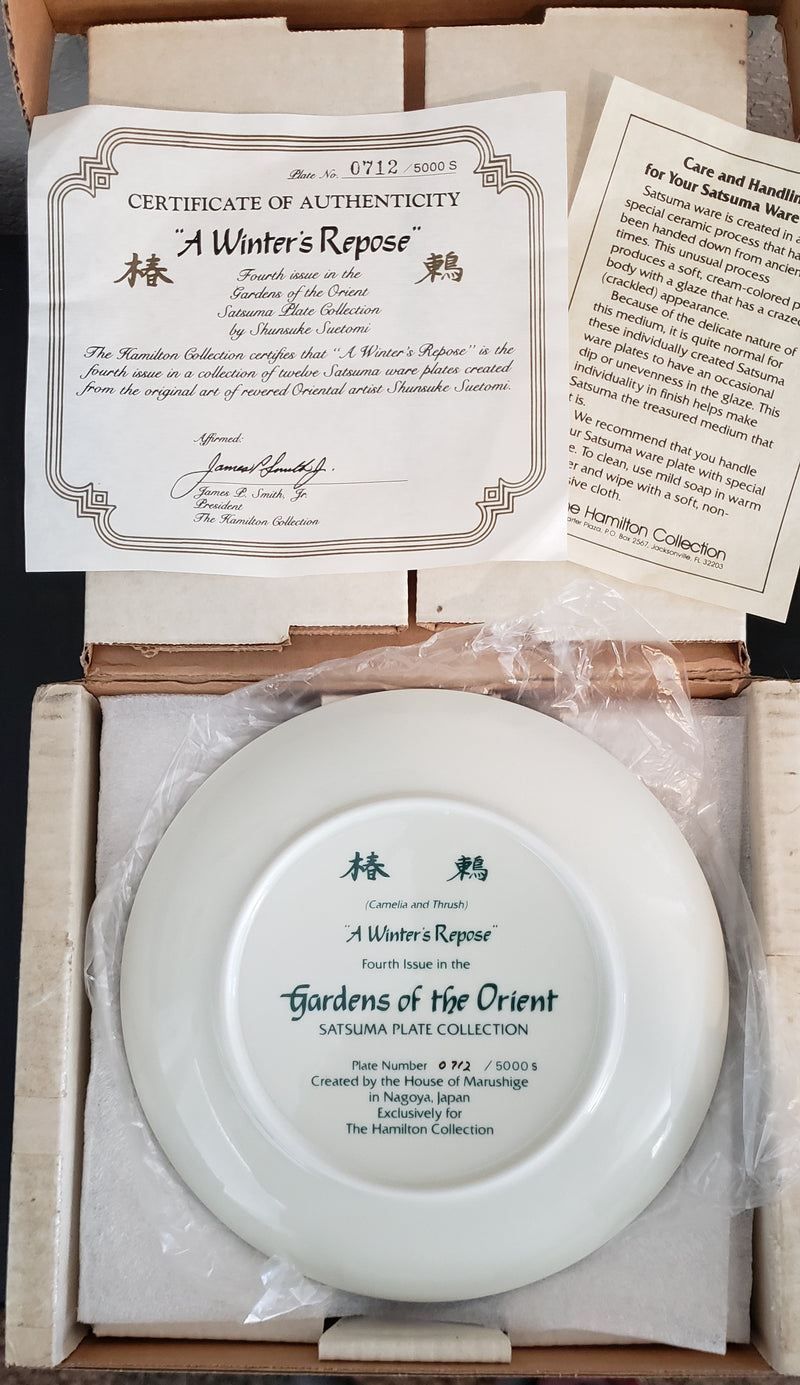 Plate No. 0712 / 5000 S
CERTIFICATE OF AUTHENTICITY
"A Winter's Repose"
椿 鶫
Fourth issue in the
Gardens of the Orient
Satsuma Plate Collection
by Shunsuke Suetomi
The Hamilton Collection certifies that "A Winter's Repose" is the
fourth issue in a collection of twelve Satsuma ware plates created
from the original art of revered Oriental artist Shunsuke Suetomi.
Affirmed:
James P. Smith Jr.
James P. Smith, Jr.
President
The Hamilton Collection
Care and Handlin
for Your Satsuma Ware
Satsuma ware is created in a
special ceramic process that ha
been handed down from ancien
times. This unusual process
produces a soft, cream-colored p
body with a glaze that has a crazed
(crackled) appearance.
Because of the delicate nature of
this medium, it is quite normal for
these individually created Satsuma
ware plates to have an occasional
dip or unevenness in the glaze. This
individuality in finish helps make
Satsuma the treasured medium that
t is.
We recommend that you handle
ur Satsuma ware plate with special
e. To clean, use mild soap in warm
er and wipe with a soft, non-
sive cloth.
he Hamilton Collection
arter Plaza, P.O. Box 2567, Jacksonville, FL 32203
椿 鶫
(Camelia and Thrush)
"A Winter's Repose"
Fourth Issue in the
Gardens of the Orient
SATSUMA PLATE COLLECTION
Plate Number 0712 / 5000 s
Created by the House of Marushige
in Nagoya, Japan
Exclusively for
The Hamilton Collection